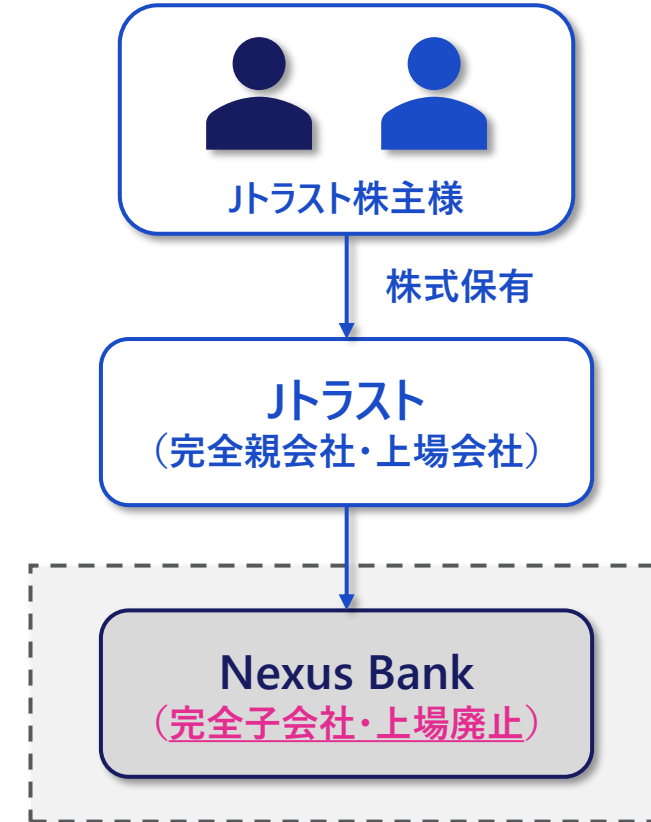 Jトラスト株主様
株式保有
Jトラスト
（完全親会社･上場会社）
Nexus Bank
（完全子会社･上場廃止）